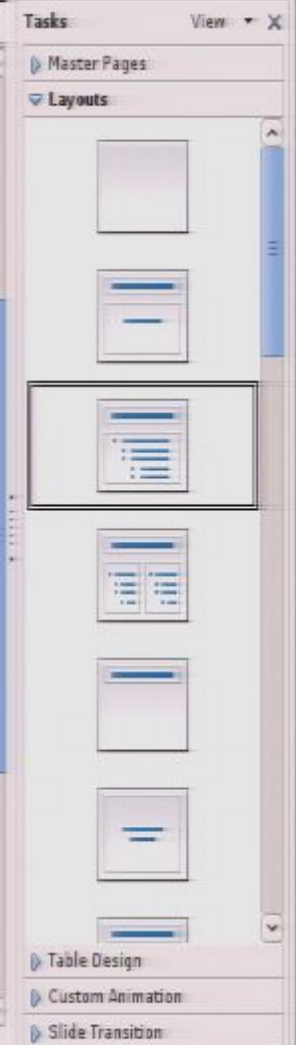 Tasks View
Master Pages
Layouts
Table Design
Custom Animation
Slide Transition